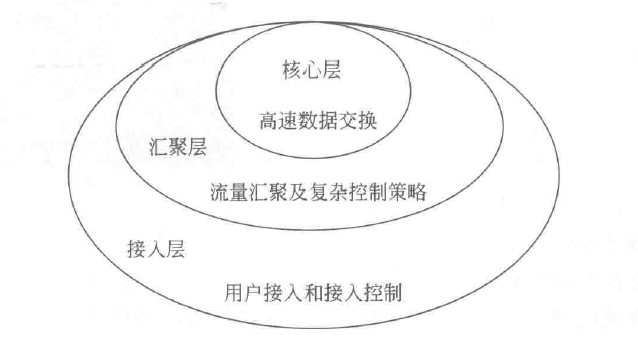 核心层
高速数据交换
汇聚层
流量汇聚及复杂控制策略
接入层
用户接入和接入控制